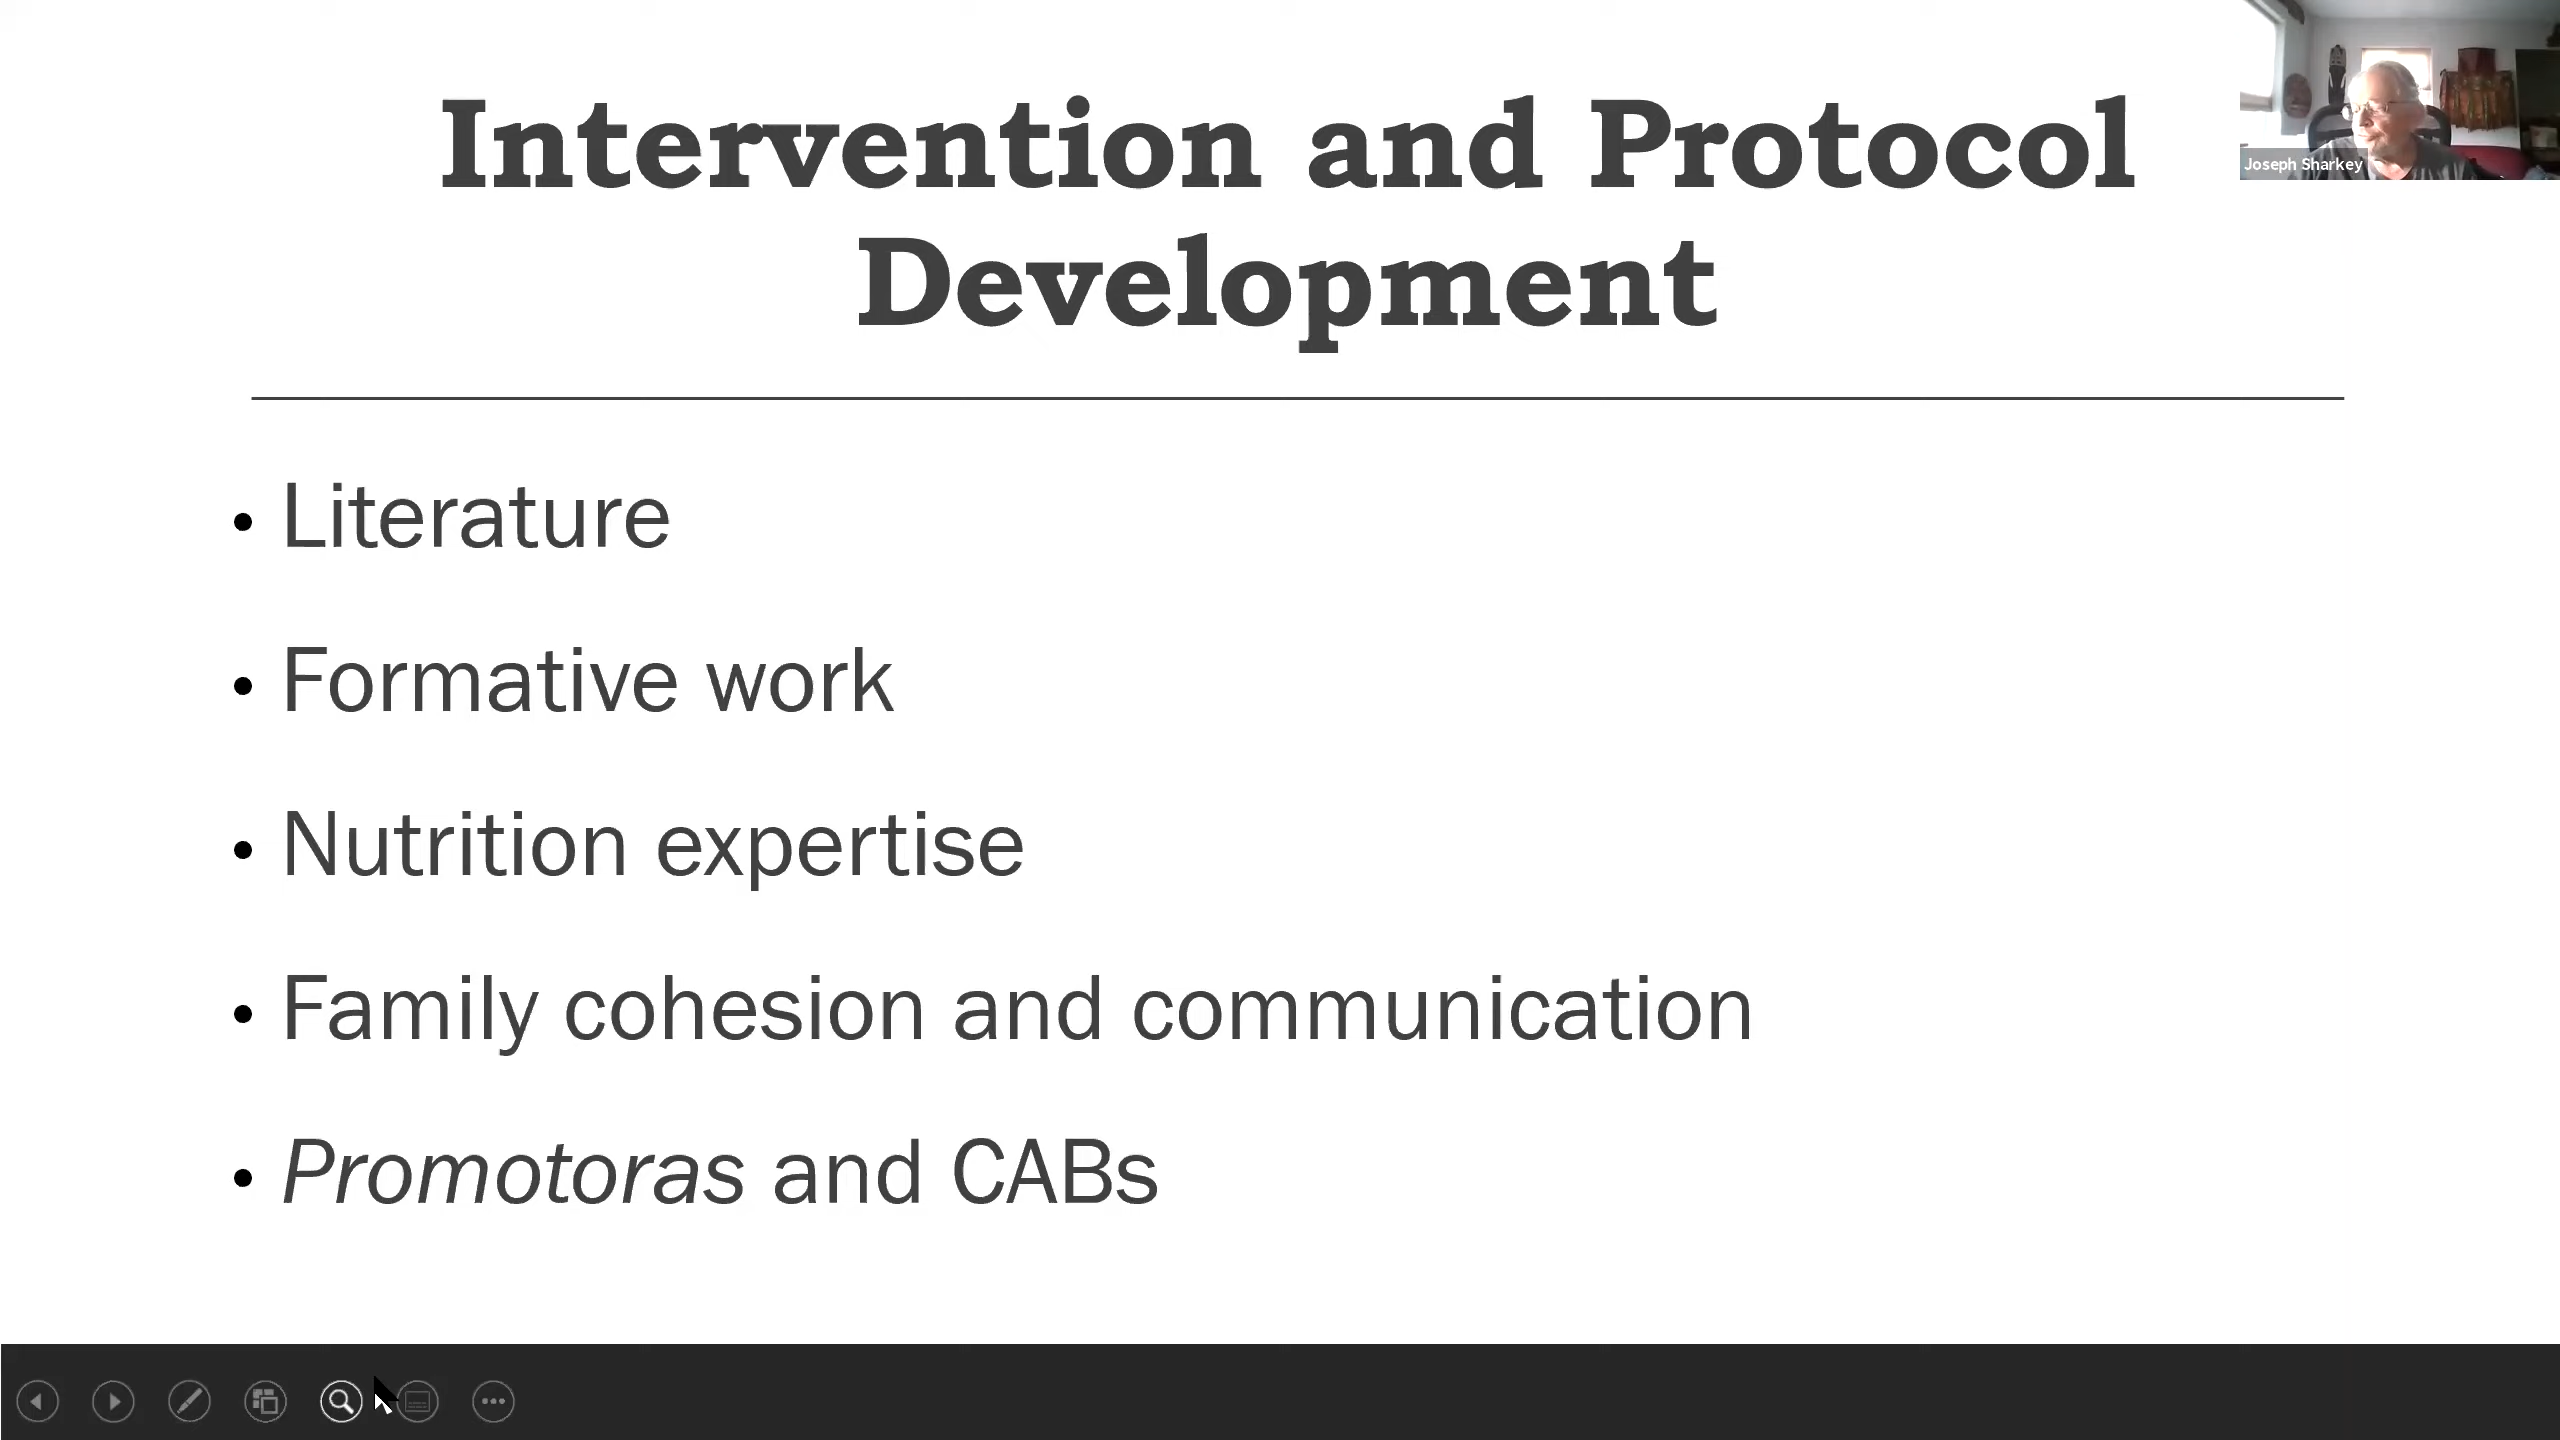 Intervention and Protocol
Development
Joseph Sharkey
• Literature
• Formative work
• Nutrition expertise
• Family cohesion and communication
• Promotoras and CABs